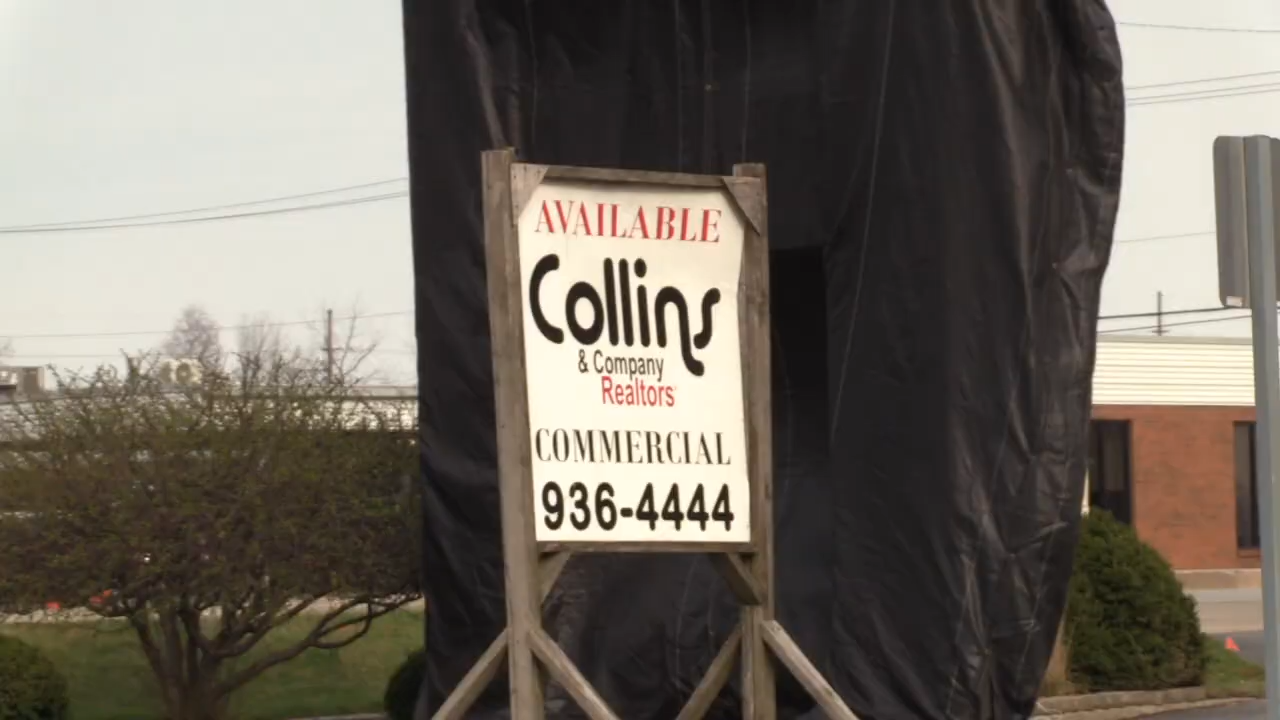 AVAILABLE
Collins
& Company
Realtors
COMMERCIAL
936-4444